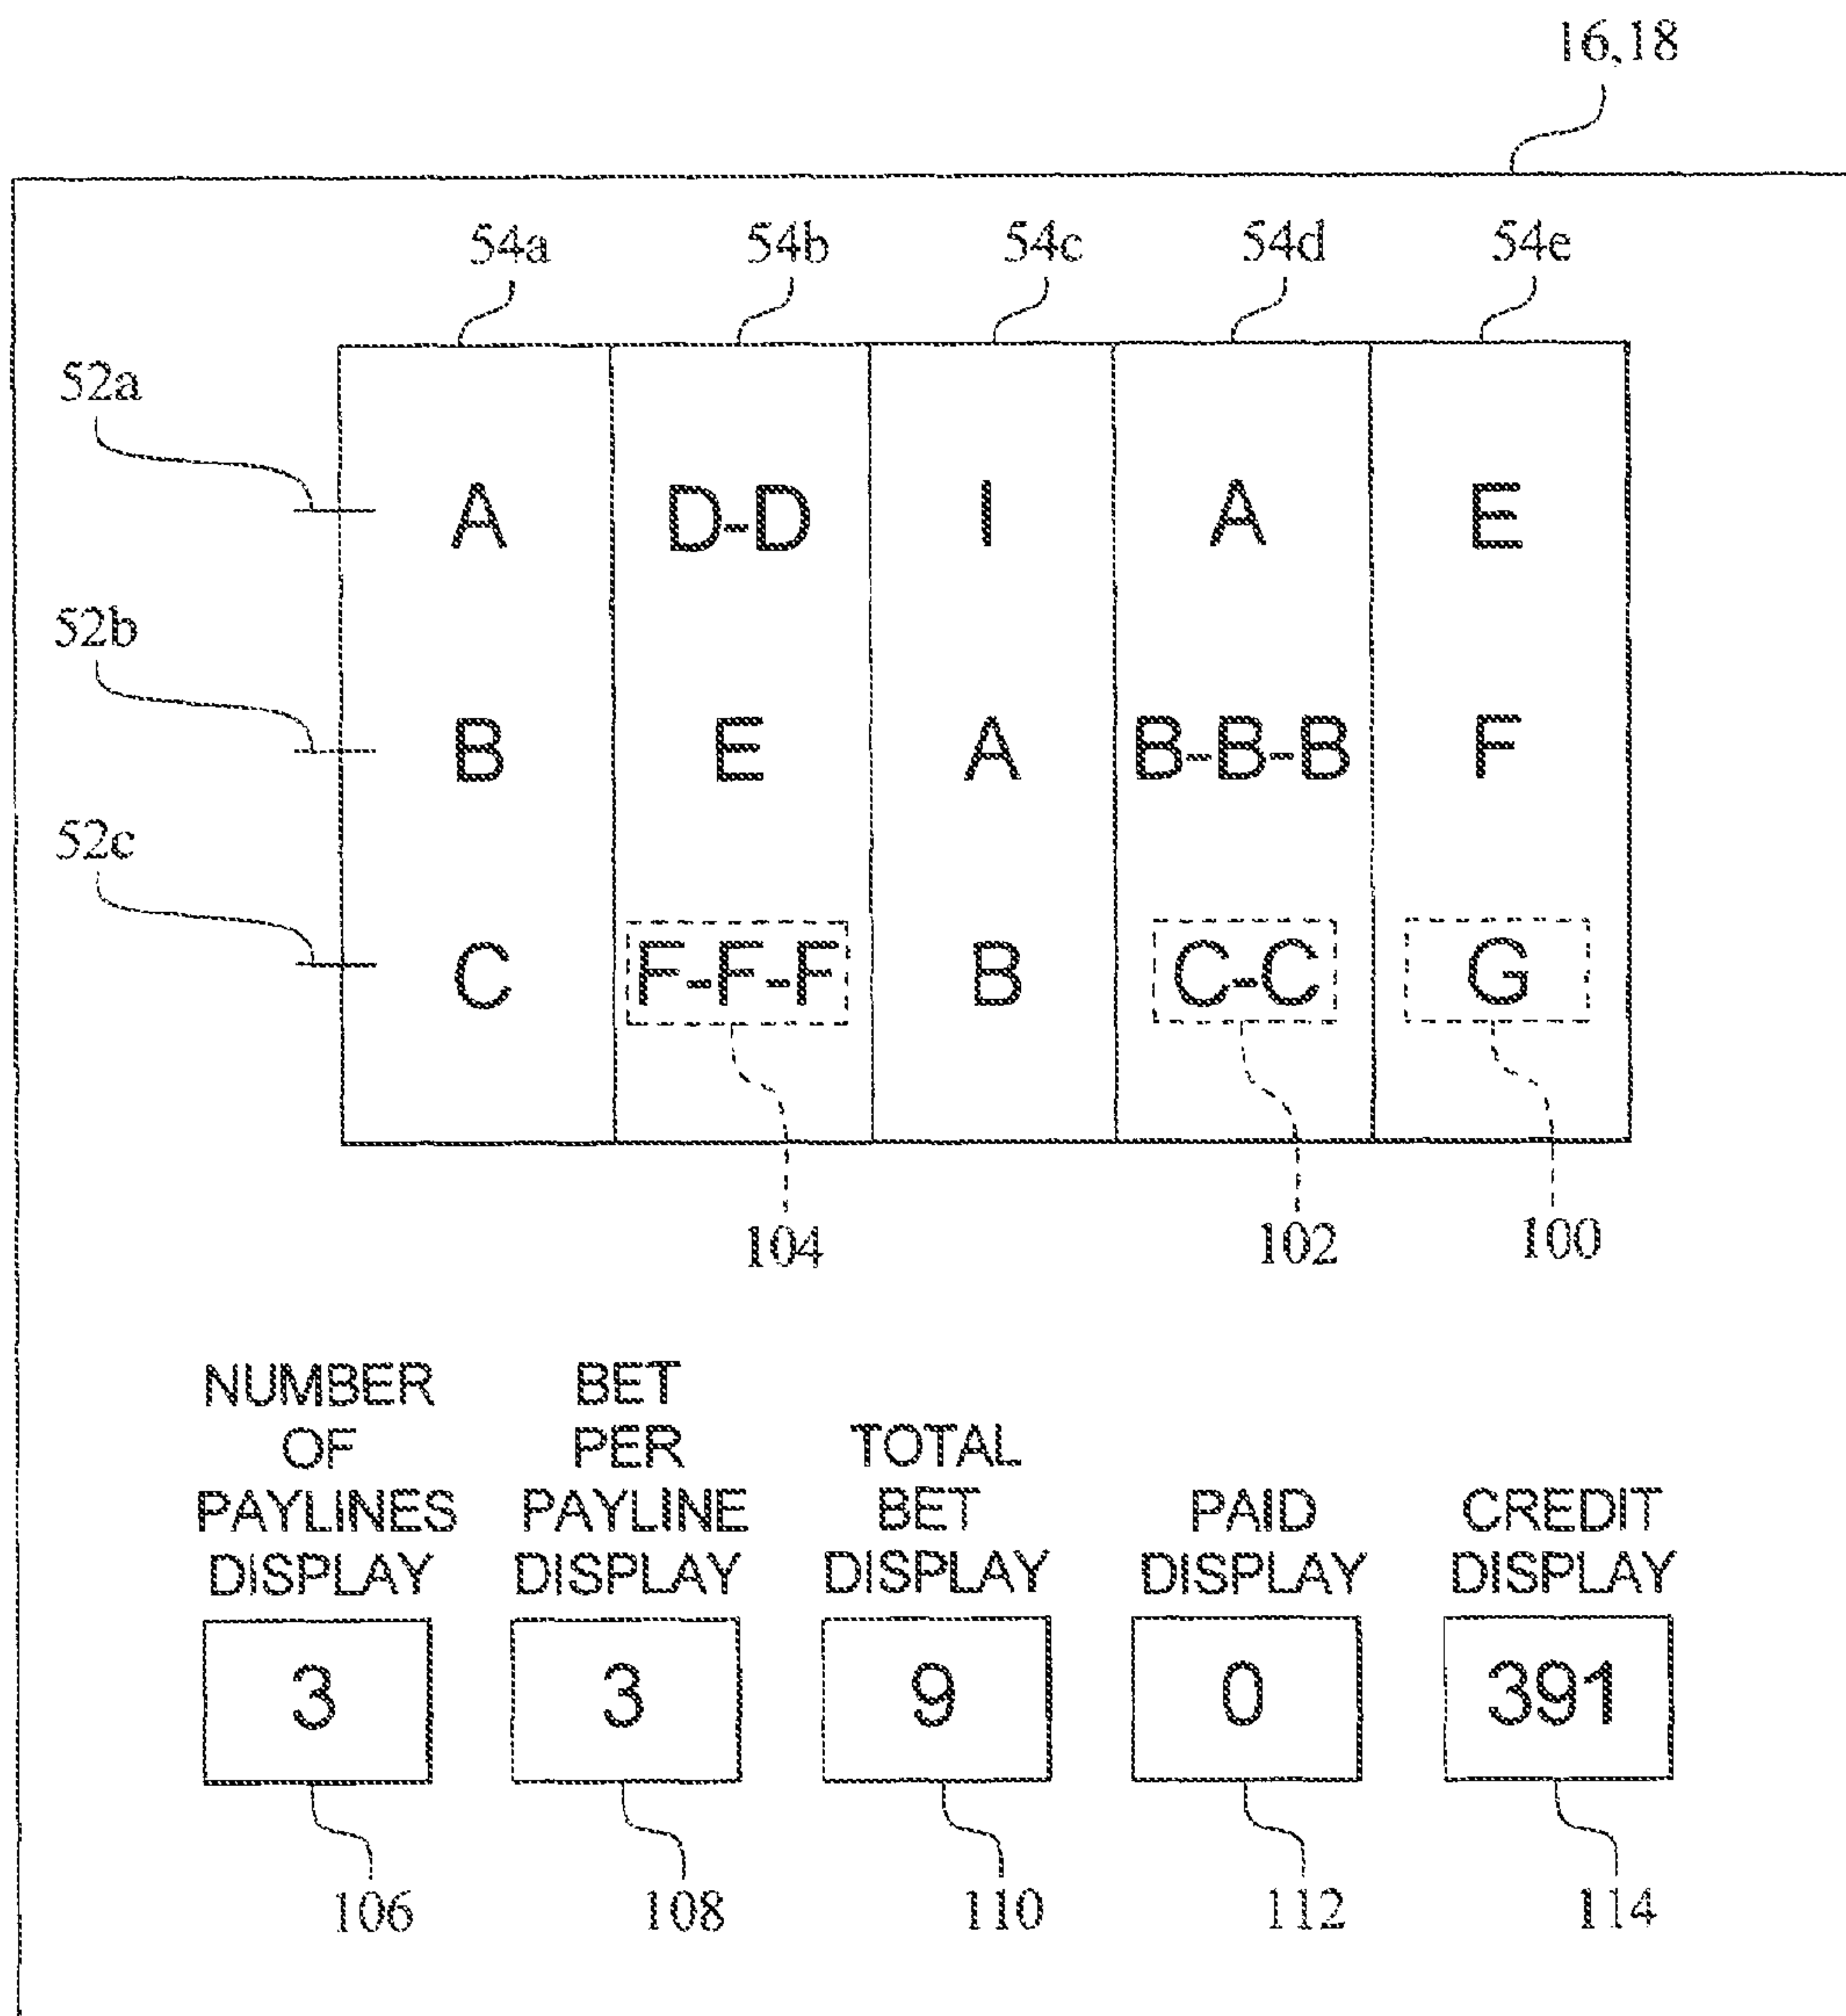 16,18
54a 54b 54c 54d 54e
52a
A D-D I A E
52b
B E A B-B-B F
52c
C F-F-F B C-C G
104 102 100
NUMBER OF PAYLINES DISPLAY
BET PER PAYLINE DISPLAY
TOTAL BET DISPLAY
PAID DISPLAY
CREDIT DISPLAY
3 3 9 0 391
106 108 110 112 114